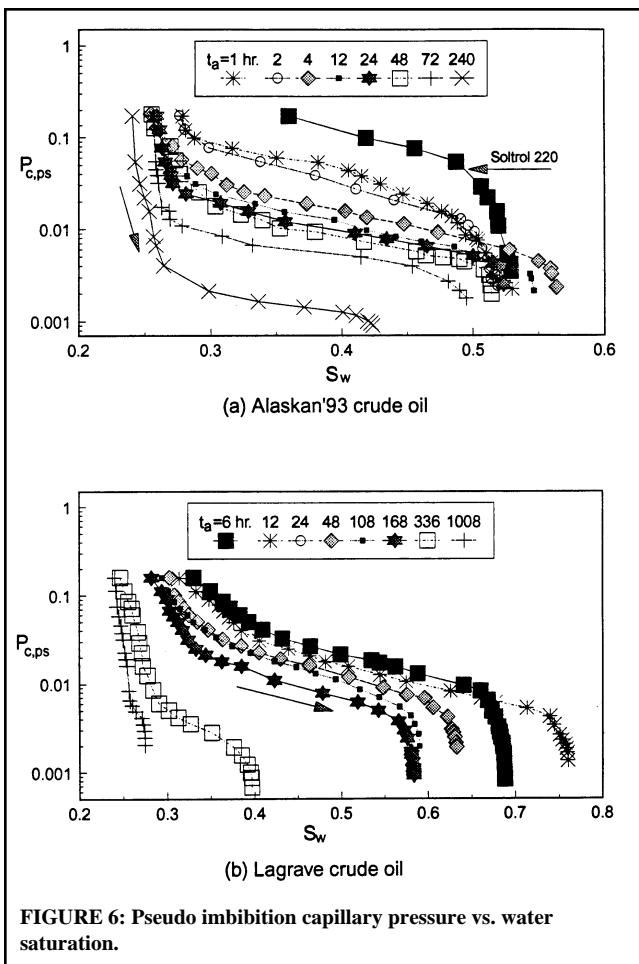 1
t_a=1 hr. 2 4 12 24 48 72 240
P_c,ps
0.1
Soltrol 220
0.01
0.001
0.2 0.3 0.4 0.5 0.6
S_w
(a) Alaskan'93 crude oil
1
t_a=6 hr. 12 24 48 108 168 336 1008
P_c,ps
0.1
0.01
0.001
0.2 0.3 0.4 0.5 0.6 0.7 0.8
S_w
(b) Lagrave crude oil
FIGURE 6: Pseudo imbibition capillary pressure vs. water
saturation.